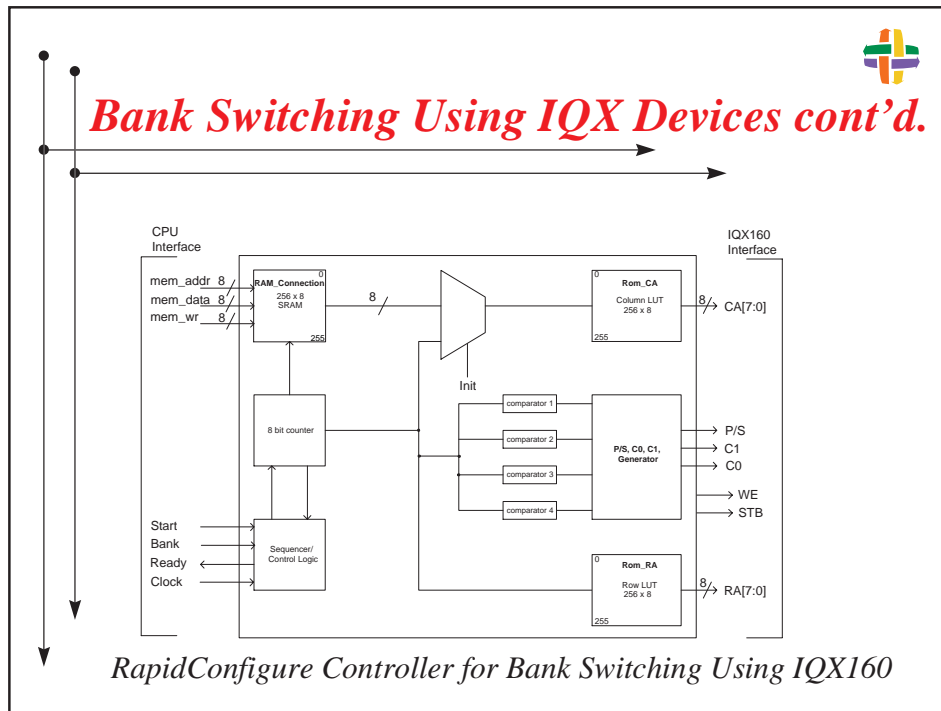 Bank Switching Using IQX Devices cont'd.
CPU
Interface
IQX160
Interface
mem_addr 8
mem_data 8
mem_wr 8
0
RAM_Connection
256 x 8
SRAM
255
8
Init
0
Rom_CA
Column LUT
256 x 8
255
8
CA[7:0]
8 bit counter
comparator 1
comparator 2
comparator 3
comparator 4
P/S, C0, C1,
Generator
P/S
C1
C0
WE
STB
Start
Bank
Ready
Clock
Sequencer/
Control Logic
0
Rom_RA
Row LUT
256 x 8
255
8
RA[7:0]
RapidConfigure Controller for Bank Switching Using IQX160